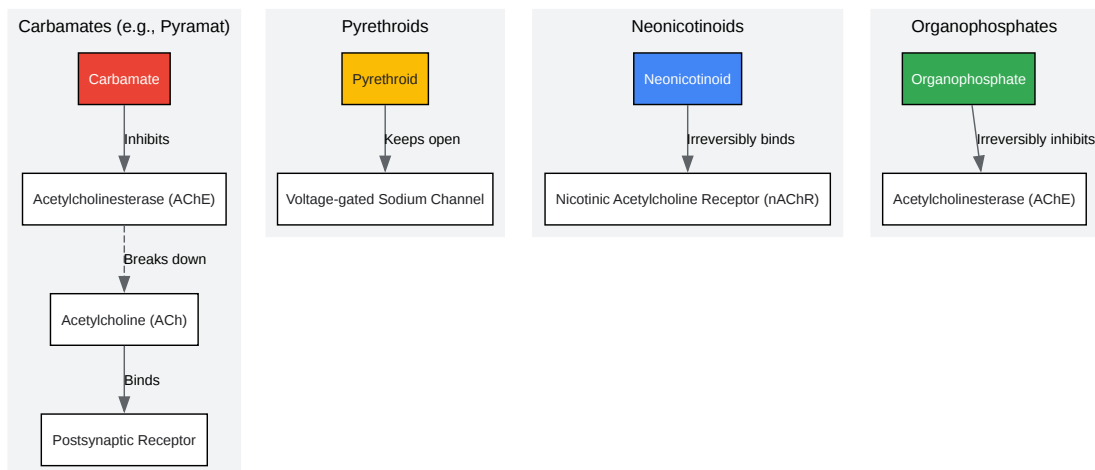 Carbamates (e.g., Pyramat)
Carbamate
Inhibits
Acetylcholinesterase (AChE)
Breaks down
Acetylcholine (ACh)
Binds
Postsynaptic Receptor
Pyrethroids
Pyrethroid
Keeps open
Voltage-gated Sodium Channel
Neonicotinoids
Neonicotinoid
Irreversibly binds
Nicotinic Acetylcholine Receptor (nAChR)
Organophosphates
Organophosphate
Irreversibly inhibits
Acetylcholinesterase (AChE)